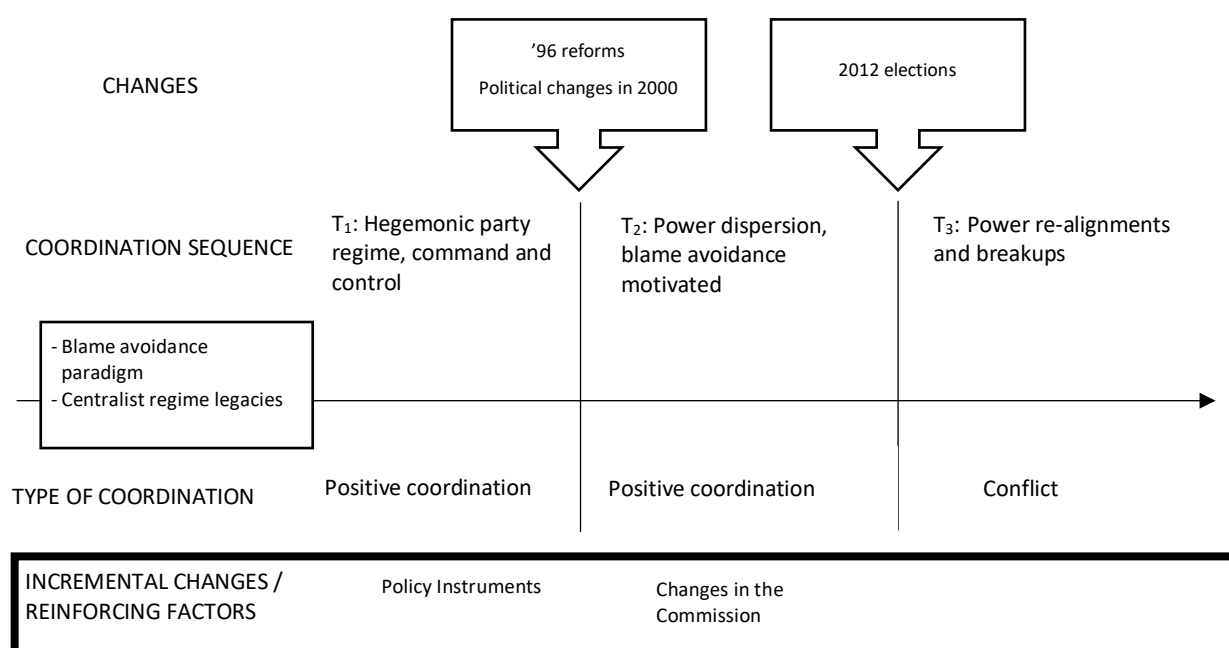 ’96 reforms
Political changes in 2000
2012 elections
CHANGES
T₁: Hegemonic party
regime, command and
control
T₂: Power dispersion,
blame avoidance
motivated
T₃: Power re-alignments
and breakups
COORDINATION SEQUENCE
- Blame avoidance
paradigm
- Centralist regime legacies
TYPE OF COORDINATION
Positive coordination
Positive coordination
Conflict
INCREMENTAL CHANGES /
REINFORCING FACTORS
Policy Instruments
Changes in the
Commission